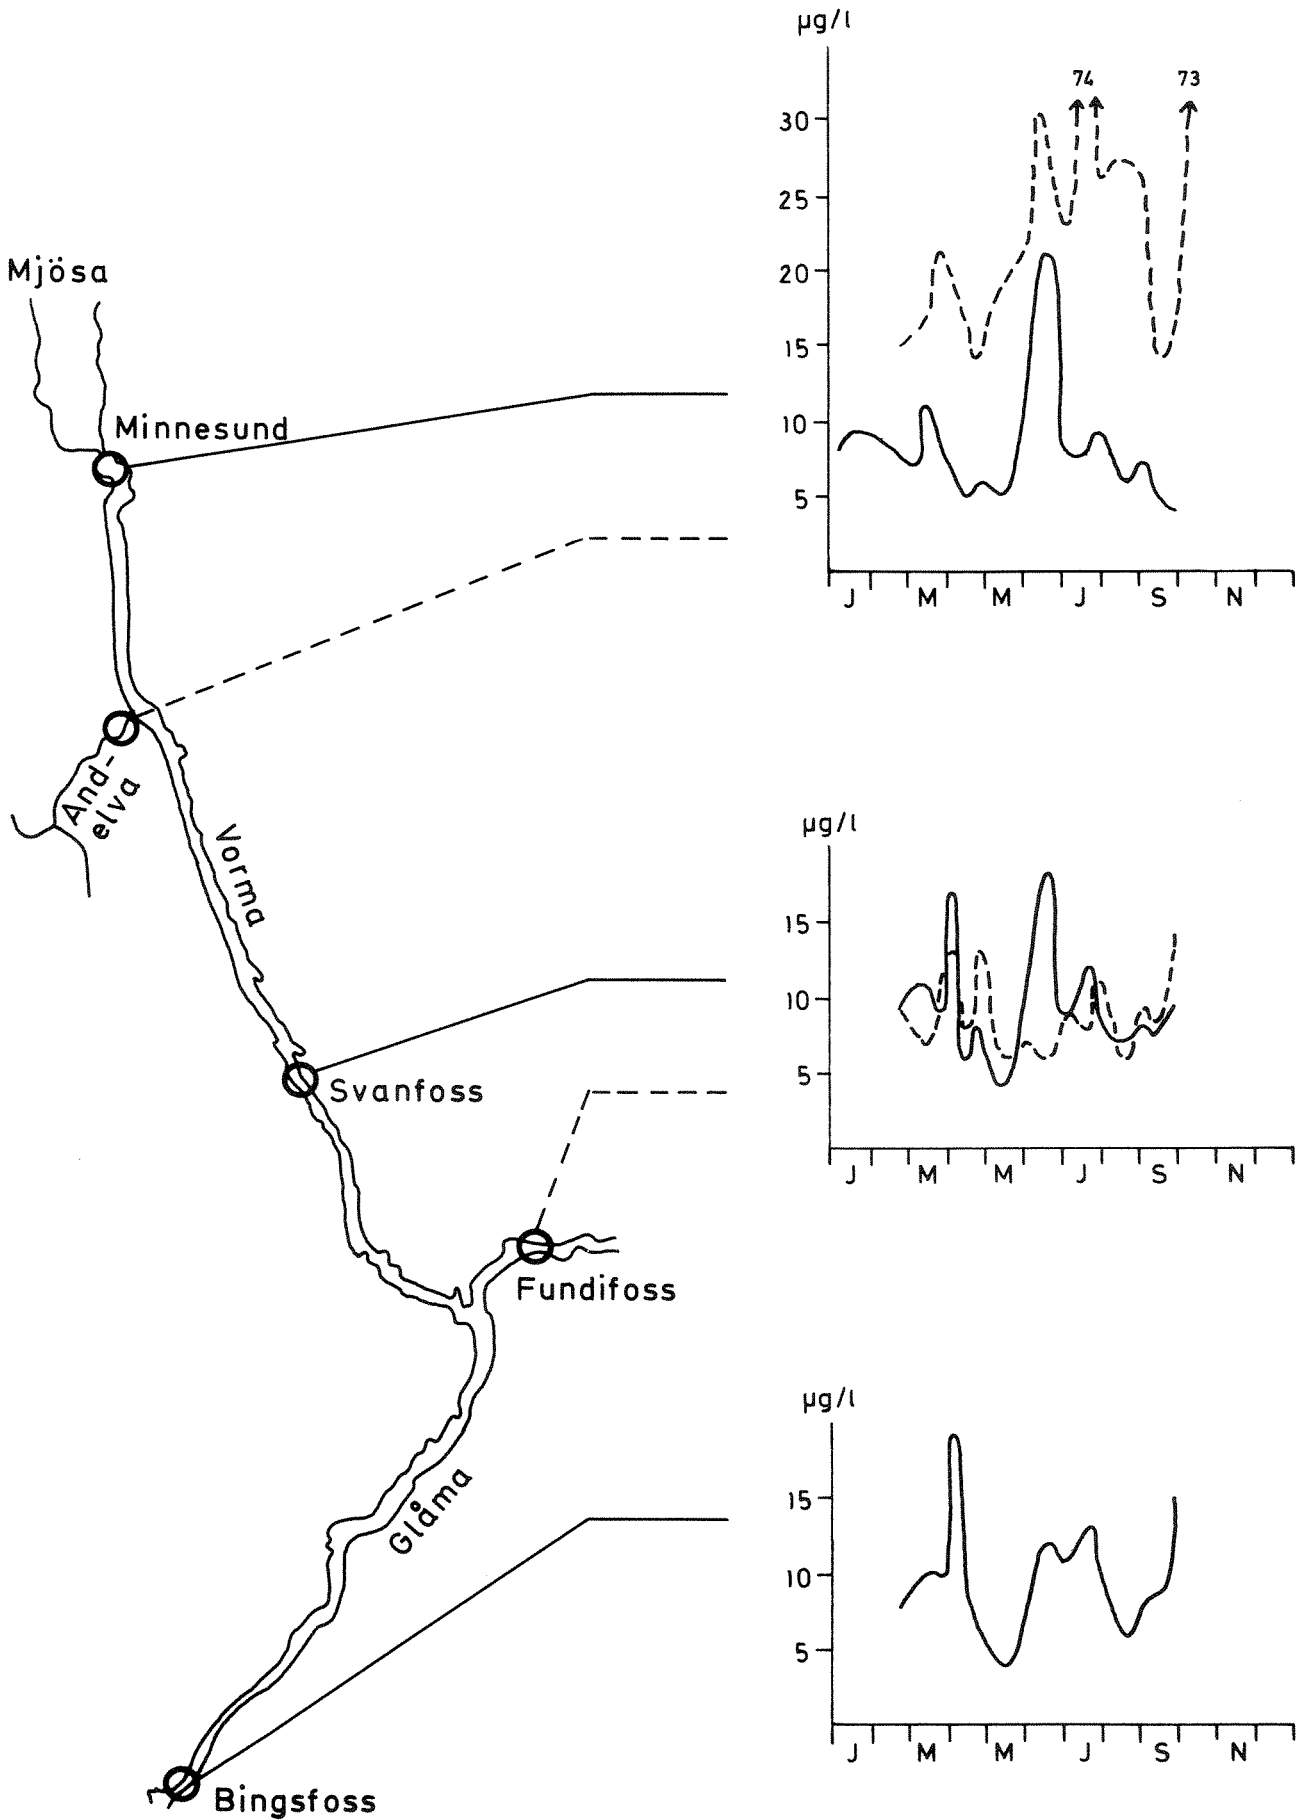 µg/l
74
73
30
25
20
15
10
5
J M M J S N
Mjösa
Minnesund
And-
elva
Vorma
µg/l
15
10
5
J M M J S N
Svanfoss
Fundifoss
Glåma
µg/l
15
10
5
J M M J S N
Bingsfoss